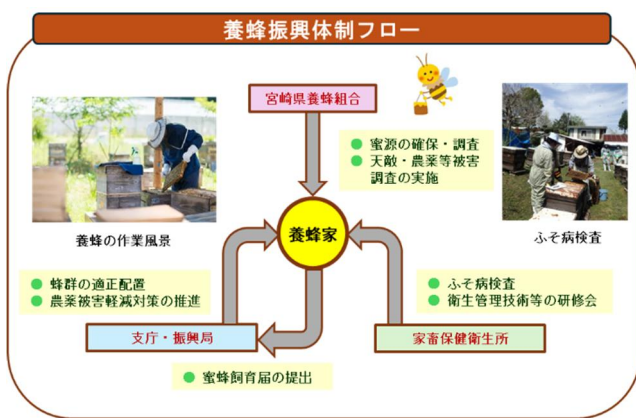 養蜂振興体制フロー
宮崎県養蜂組合
蜜源の確保・調査
天敵・農薬等被害
調査の実施
養蜂の作業風景
養蜂家
ふそ病検査
蜂群の適正配置
農薬被害軽減対策の推進
ふそ病検査
衛生管理技術等の研修会
支庁・振興局
家畜保健衛生所
蜜蜂飼育届の提出